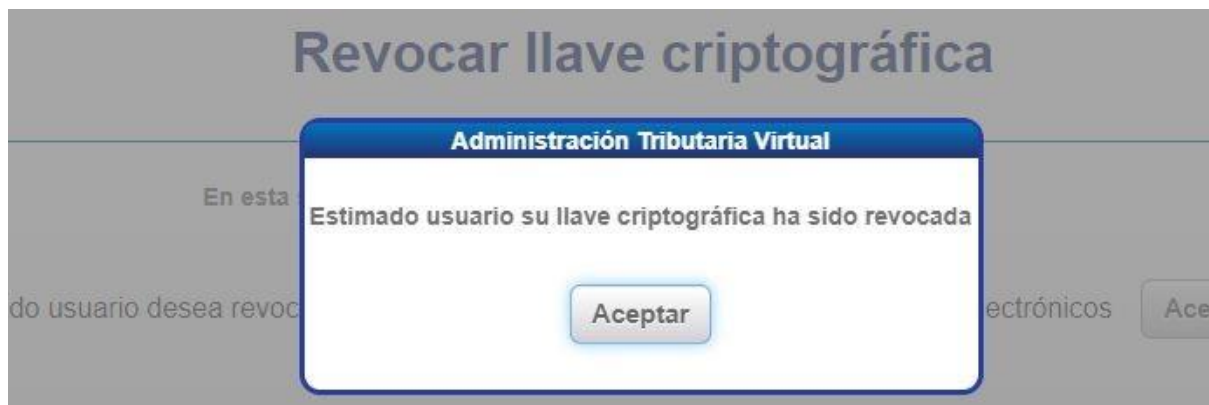 Revocar llave criptográfica
Administración Tributaria Virtual
En esta
Estimado usuario su llave criptográfica ha sido revocada
do usuario desea revoc
ectrónicos
Ace
Aceptar